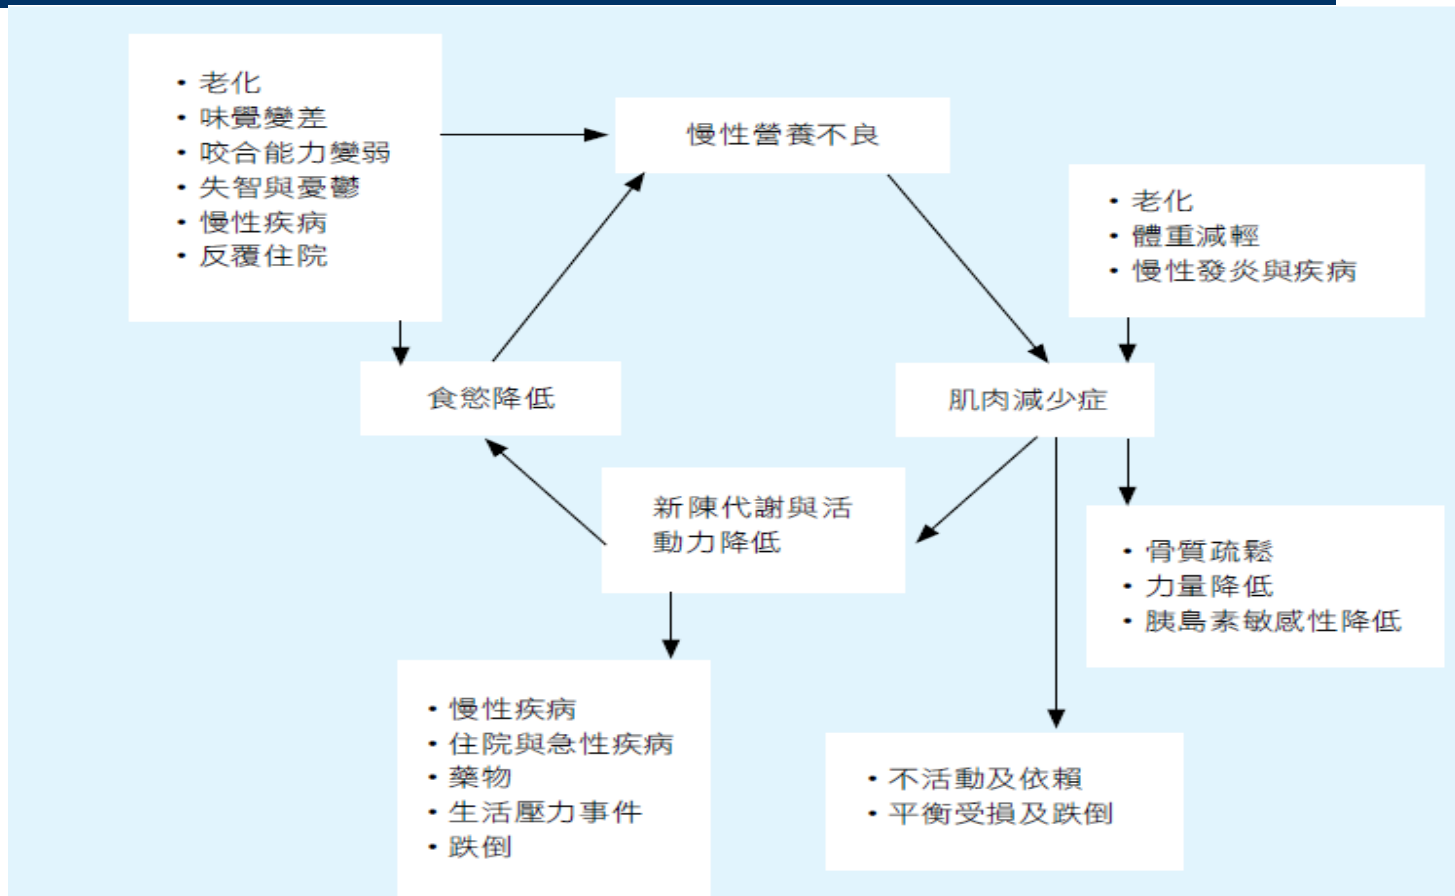 • 老化
• 味覺變差
• 咬合能力變弱
• 失智與憂鬱
• 慢性疾病
• 反覆住院
慢性營養不良
• 老化
• 體重減輕
• 慢性發炎與疾病
食慾降低
肌肉減少症
新陳代謝與活
動力降低
• 骨質疏鬆
• 力量降低
• 胰島素敏感性降低
• 慢性疾病
• 住院與急性疾病
• 藥物
• 生活壓力事件
• 跌倒
• 不活動及依賴
• 平衡受損及跌倒